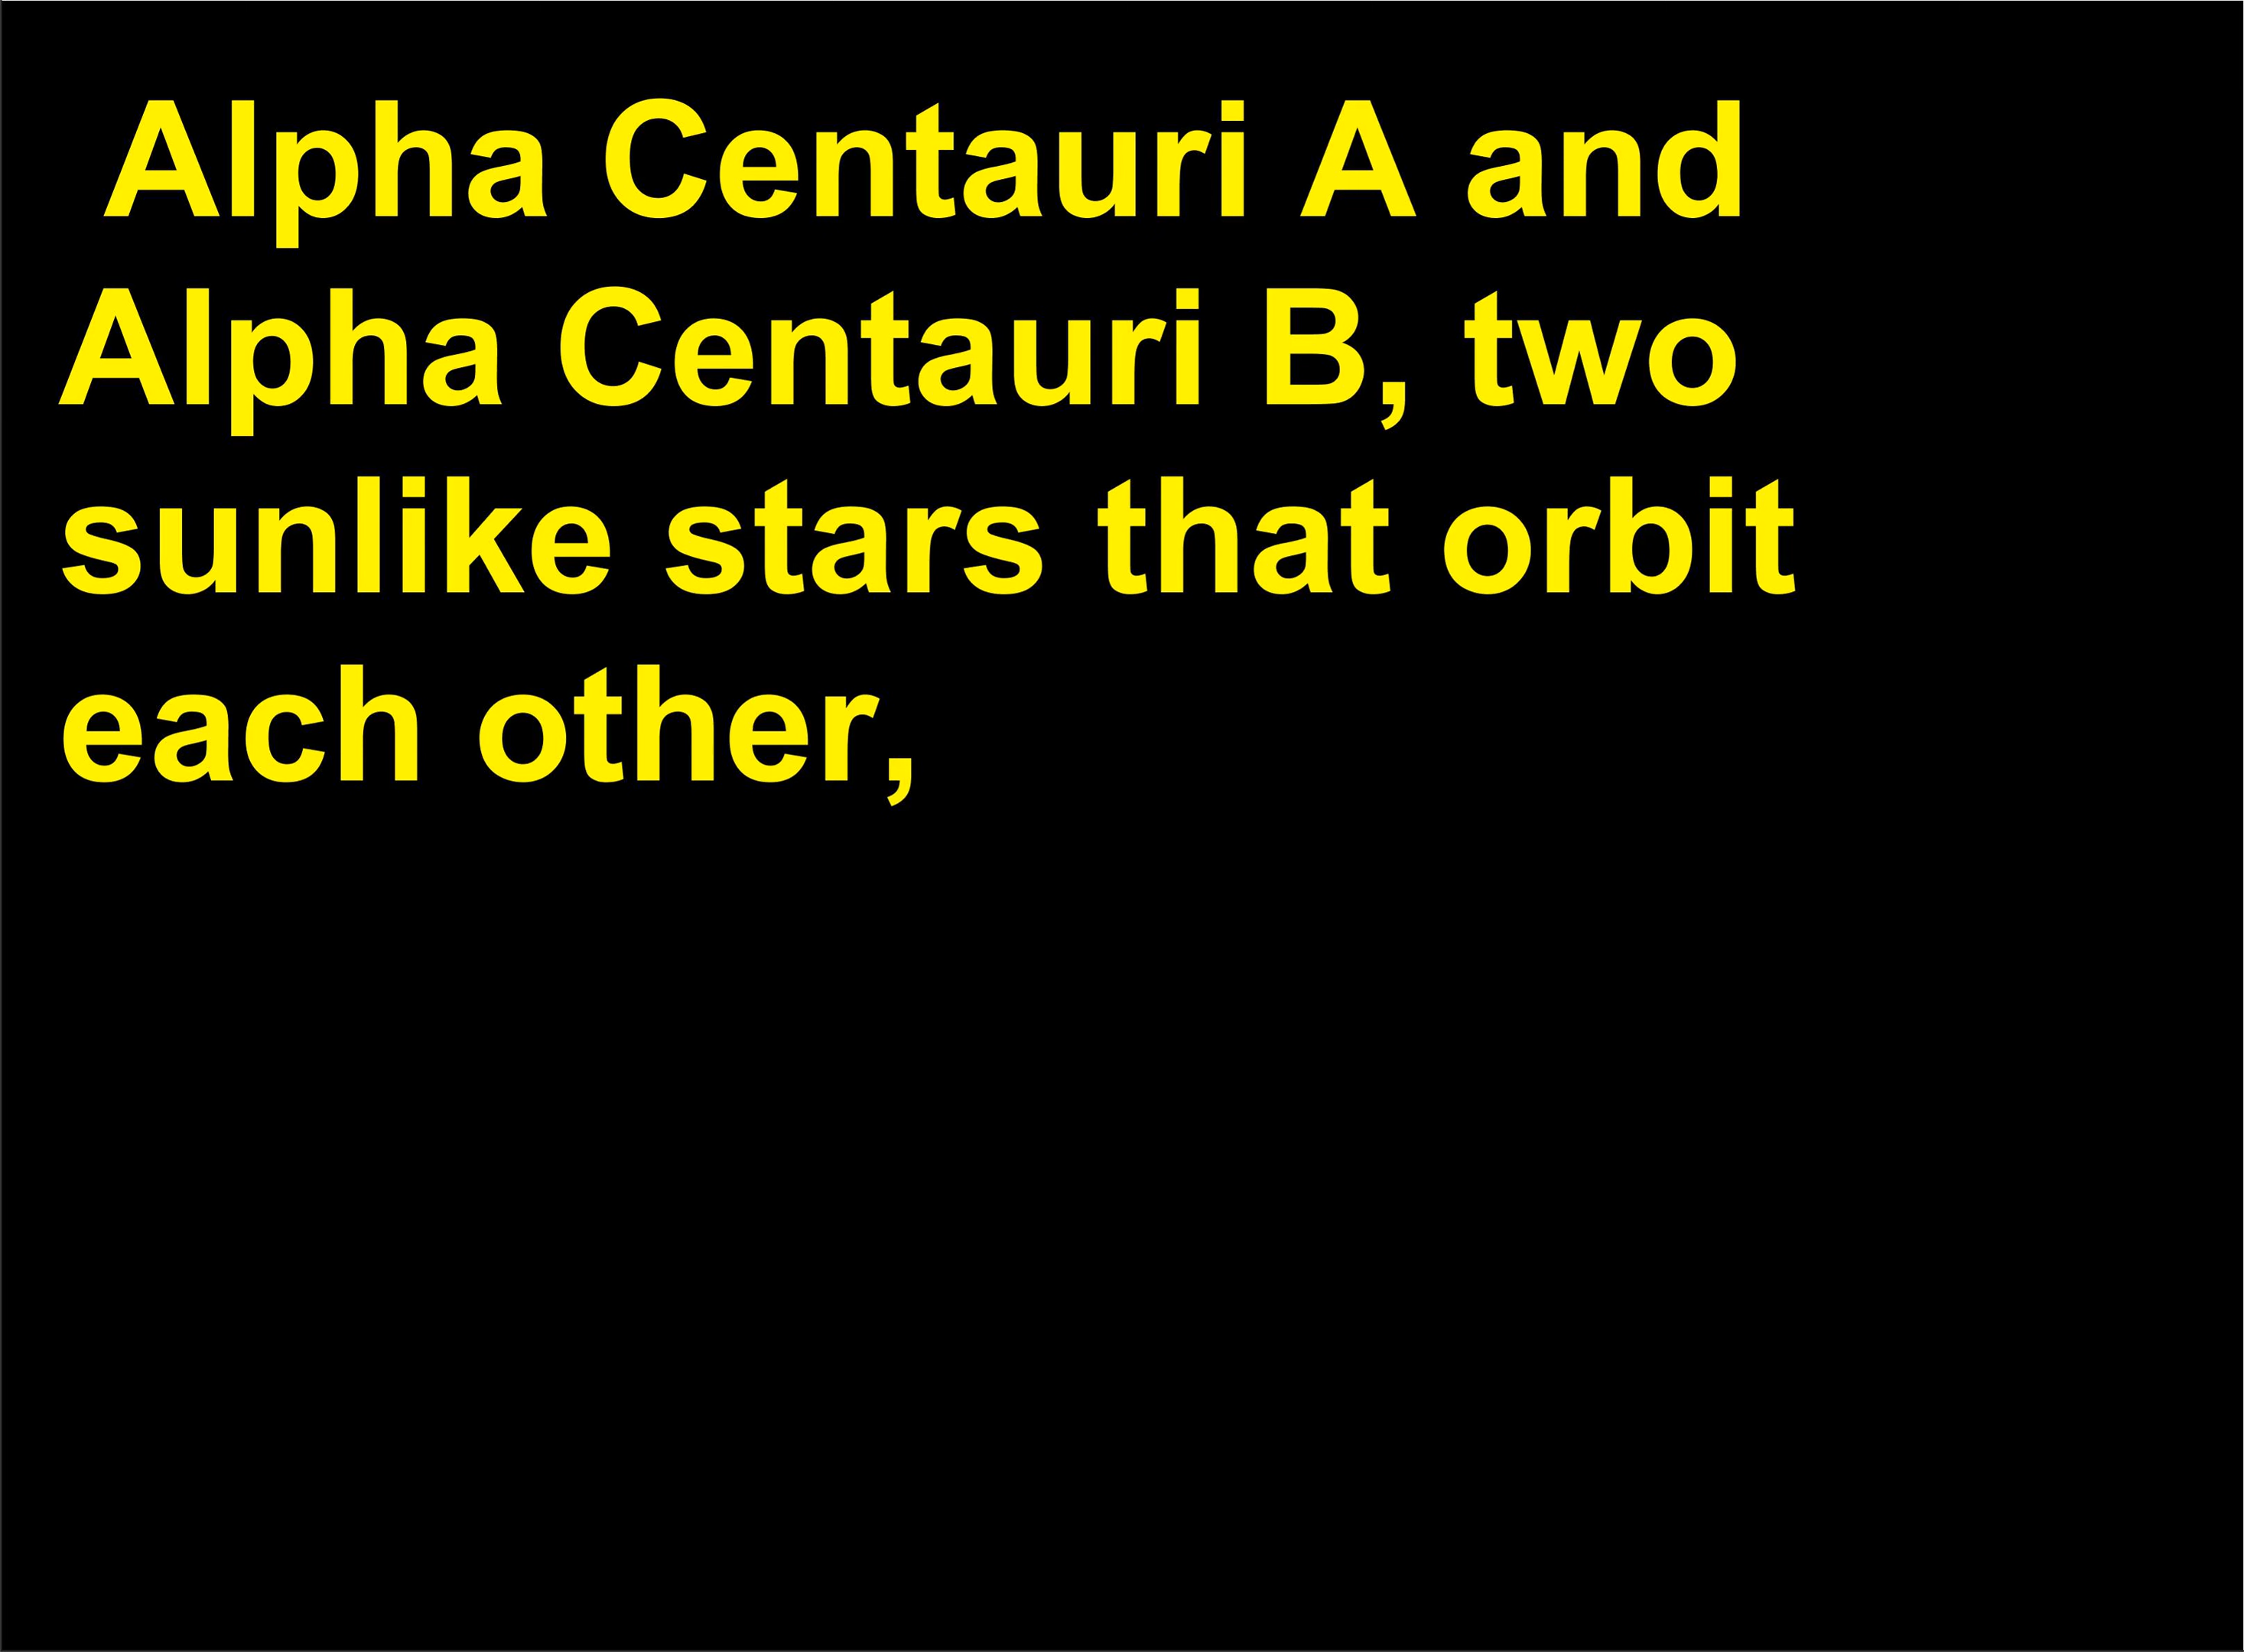 Alpha Centauri A and
Alpha Centauri B, two
sunlike stars that orbit
each other,